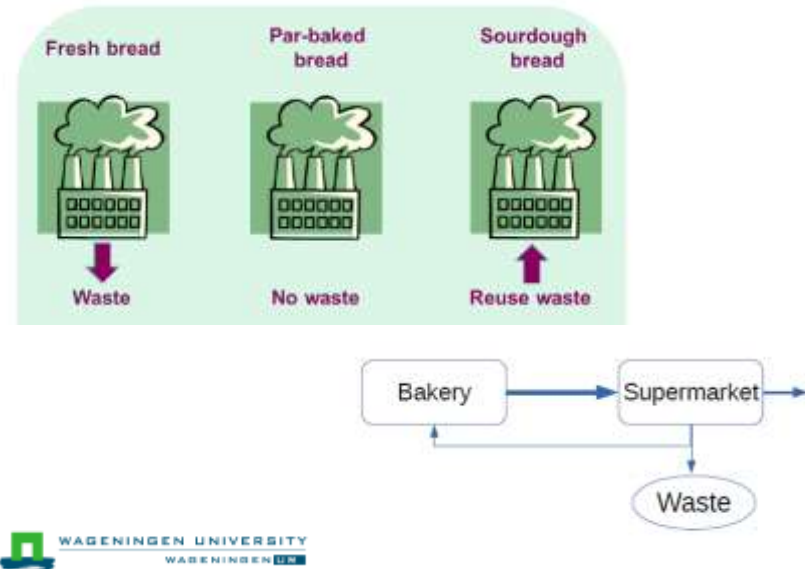 Fresh bread
Par-baked
bread
Sourdough
bread
Waste
No waste
Reuse waste
Bakery
Supermarket
Waste
WAGENINGEN UNIVERSITY
WAGENINGEN UR